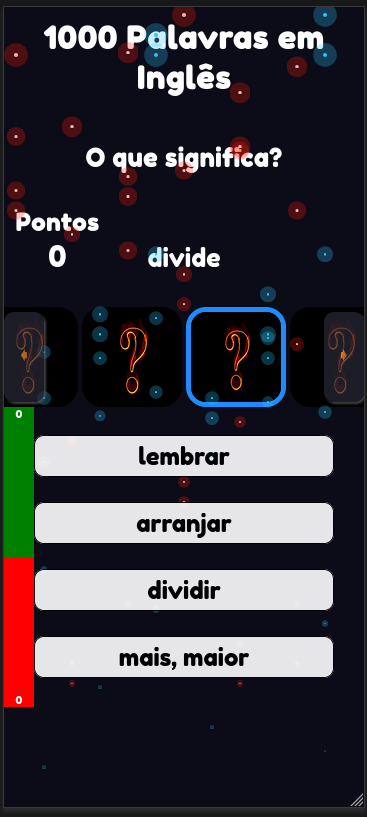 1000 Palavras em
Inglês
O que significa?
Pontos
0
divide
0
lembrar
arranjar
dividir
mais, maior
0